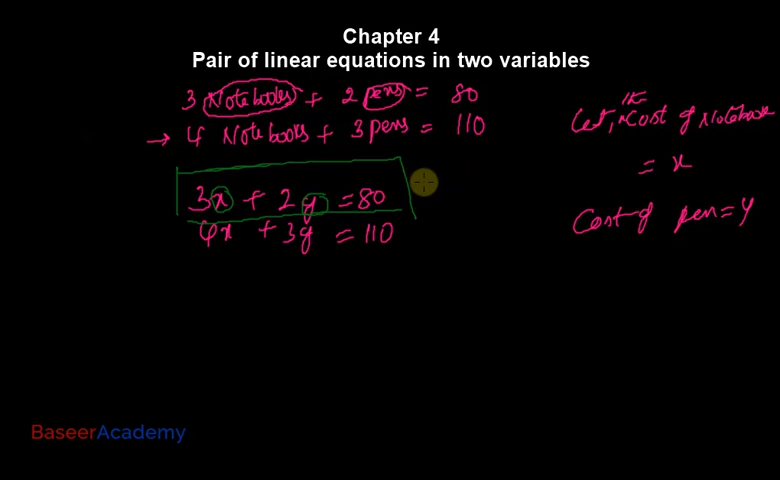 Chapter 4
Pair of linear equations in two variables
3 Notebooks + 2 pens = 80
→ 4 Notebooks + 3 pens = 110
3x + 2y = 80
4x + 3y = 110
Let, the Cost of Notebook
= x
Cost of pen = y
BaseerAcademy